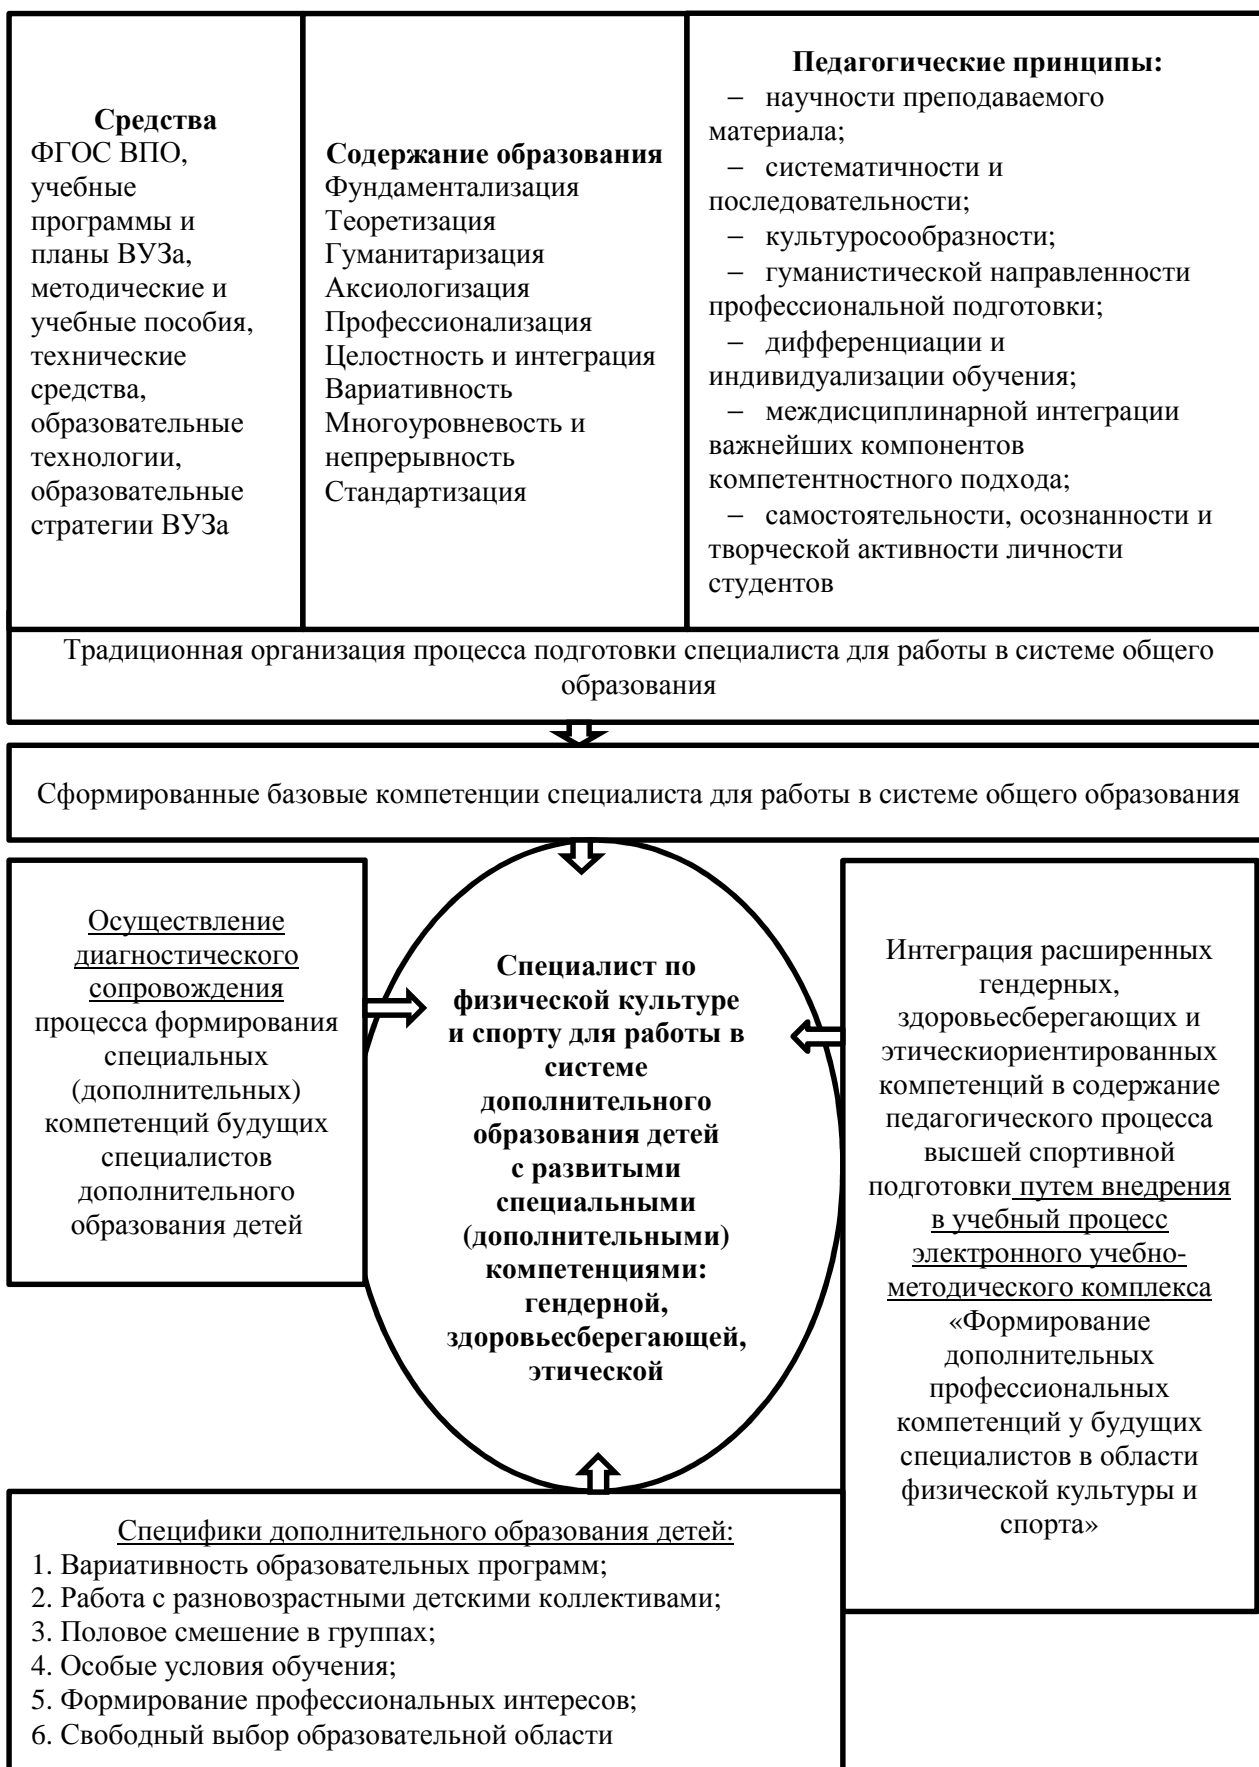 Средства
ФГОС ВПО,
учебные
программы и
планы ВУЗа,
методические и
учебные пособия,
технические
средства,
образовательные
технологии,
образовательные
стратегии ВУЗа
Содержание образования
Фундаментализация
Теоретизация
Гуманитаризация
Аксиологизация
Профессионализация
Целостность и интеграция
Вариативность
Многоуровневость и
непрерывность
Стандартизация
Педагогические принципы:
– научности преподаваемого
материала;
– систематичности и
последовательности;
– культуросообразности;
– гуманистической направленности
профессиональной подготовки;
– дифференциации и
индивидуализации обучения;
– междисциплинарной интеграции
важнейших компонентов
компетентностного подхода;
– самостоятельности, осознанности и
творческой активности личности
студентов
Традиционная организация процесса подготовки специалиста для работы в системе общего
образования
Сформированные базовые компетенции специалиста для работы в системе общего образования
Осуществление
диагностического
сопровождения
процесса формирования
специальных
(дополнительных)
компетенций будущих
специалистов
дополнительного
образования детей
Специалист по
физической культуре
и спорту для работы в
системе
дополнительного
образования детей
с развитыми
специальными
(дополнительными)
компетенциями:
гендерной,
здоровьесберегающей,
этической
Интеграция расширенных
гендерных,
здоровьесберегающих и
этическиориентированных
компетенций в содержание
педагогического процесса
высшей спортивной
подготовки путем внедрения
в учебный процесс
электронного учебно-
методического комплекса
«Формирование
дополнительных
профессиональных
компетенций у будущих
специалистов в области
физической культуры и
спорта»
Специфики дополнительного образования детей:
1. Вариативность образовательных программ;
2. Работа с разновозрастными детскими коллективами;
3. Половое смешение в группах;
4. Особые условия обучения;
5. Формирование профессиональных интересов;
6. Свободный выбор образовательной области